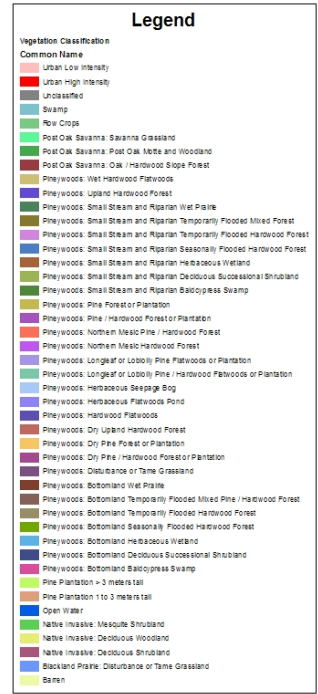 Legend
Vegetation Classification
Common Name
Urban Low Intensity
Urban High Intensity
Unclassified
Swamp
Row Crops
Post Oak Savanna: Savanna Grassland
Post Oak Savanna: Post Oak Motte and Woodland
Post Oak Savanna: Oak / Hardwood Slope Forest
Pineywoods: Wet Hardwood Flatwoods
Pineywoods: Upland Hardwood Forest
Pineywoods: Small Stream and Riparian Wet Prairie
Pineywoods: Small Stream and Riparian Temporarily Flooded Mixed Forest
Pineywoods: Small Stream and Riparian Temporarily Flooded Hardwood Forest
Pineywoods: Small Stream and Riparian Seasonally Flooded Hardwood Forest
Pineywoods: Small Stream and Riparian Herbaceous Wetland
Pineywoods: Small Stream and Riparian Deciduous Successional Shrubland
Pineywoods: Small Stream and Riparian Baldcypress Swamp
Pineywoods: Pine Forest or Plantation
Pineywoods: Pine / Hardwood Forest or Plantation
Pineywoods: Northern Mesic Pine / Hardwood Forest
Pineywoods: Northern Mesic Hardwood Forest
Pineywoods: Longleaf or Loblolly Pine Flatwoods or Plantation
Pineywoods: Longleaf or Loblolly Pine / Hardwood Flatwoods or Plantation
Pineywoods: Herbaceous Seepage Bog
Pineywoods: Herbaceous Flatwoods Pond
Pineywoods: Hardwood Flatwoods
Pineywoods: Dry Upland Hardwood Forest
Pineywoods: Dry Pine Forest or Plantation
Pineywoods: Dry Pine / Hardwood Forest or Plantation
Pineywoods: Disturbance or Tame Grassland
Pineywoods: Bottomland Wet Prairie
Pineywoods: Bottomland Temporarily Flooded Mixed Pine / Hardwood Forest
Pineywoods: Bottomland Temporarily Flooded Hardwood Forest
Pineywoods: Bottomland Seasonally Flooded Hardwood Forest
Pineywoods: Bottomland Herbaceous Wetland
Pineywoods: Bottomland Deciduous Successional Shrubland
Pineywoods: Bottomland Baldcypress Swamp
Pine Plantation > 3 meters tall
Pine Plantation 1 to 3 meters tall
Open Water
Native Invasive: Mesquite Shrubland
Native Invasive: Deciduous Woodland
Native Invasive: Deciduous Shrubland
Blackland Prairie: Disturbance or Tame Grassland
Barren